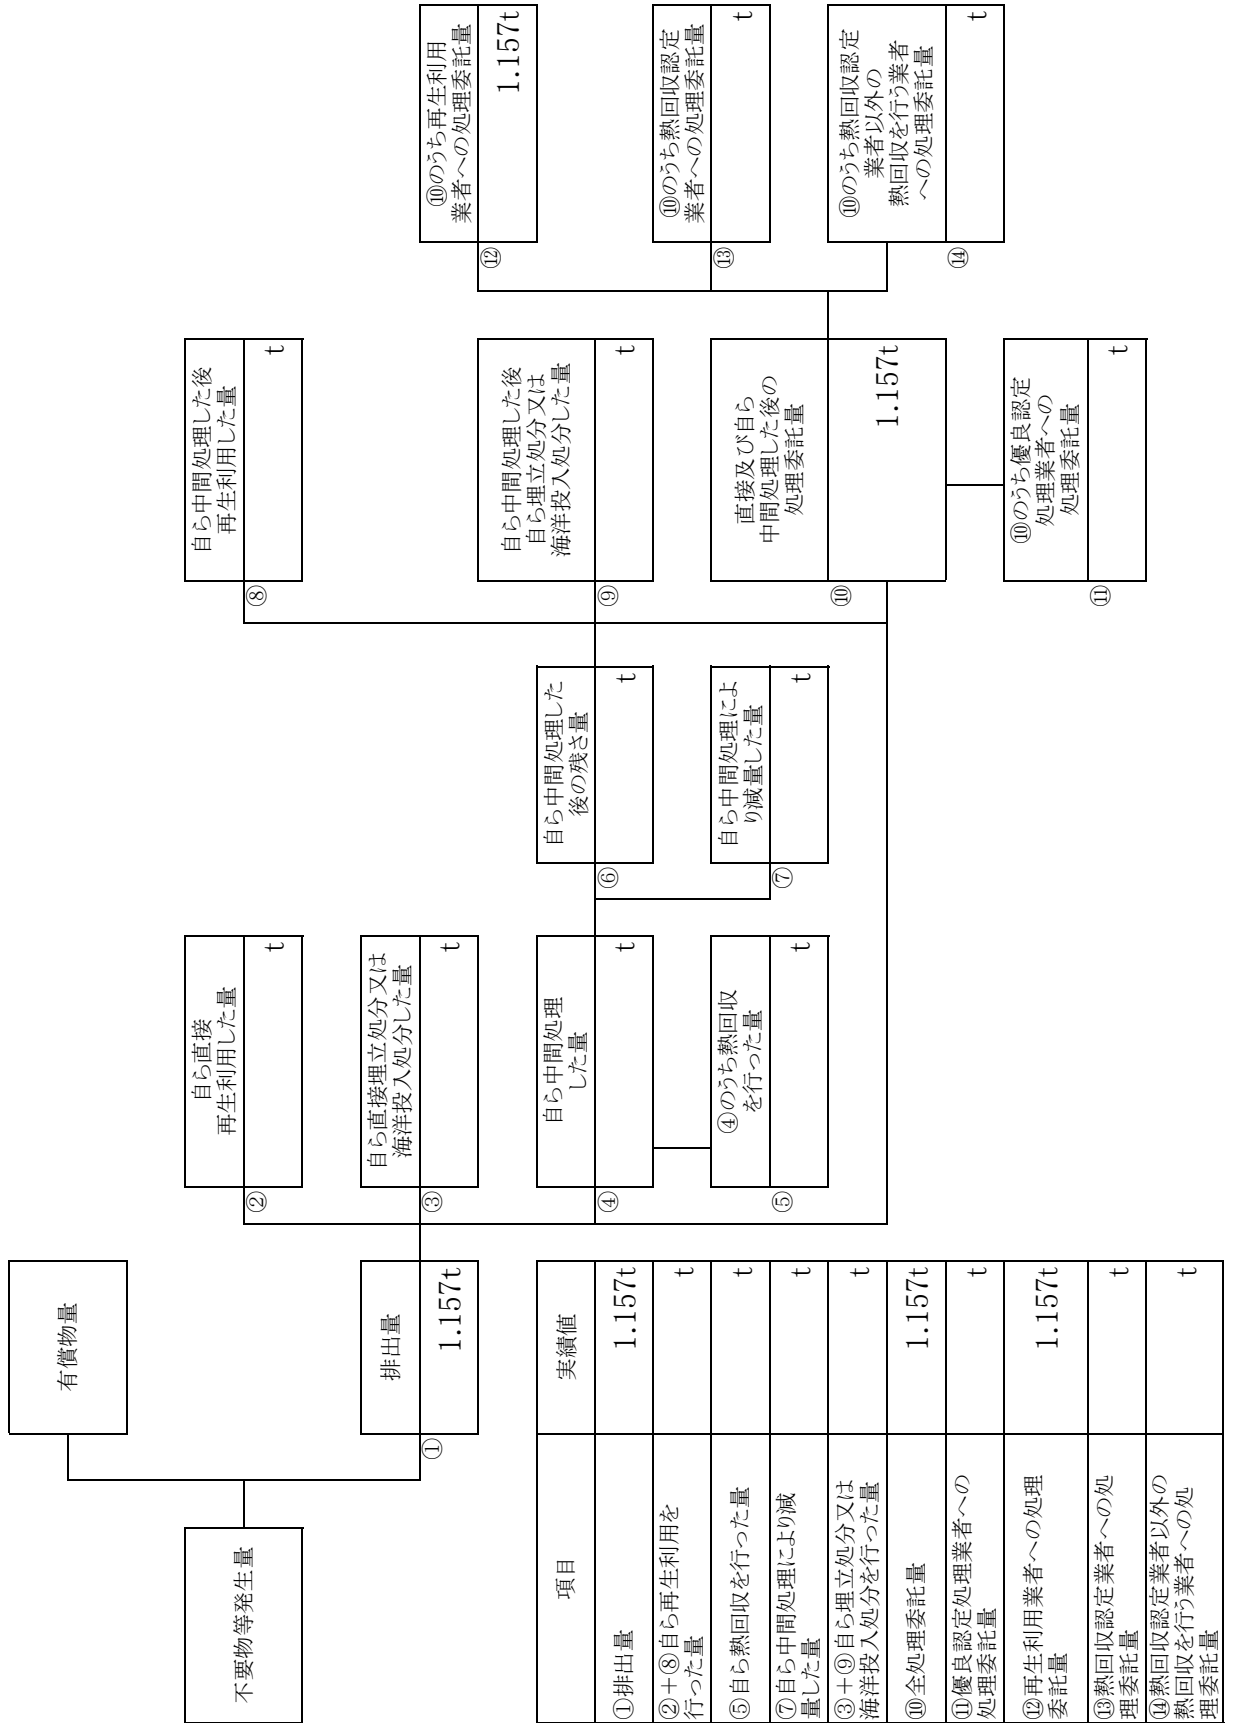 不要物等発生量
有償物量
①
排出量
1.157t
②
自ら直接
再生利用した量
t
③
自ら直接埋立処分又は
海洋投入処分した量
t
④
自ら中間処理
した量
t
⑤
④のうち熱回収
を行った量
t
⑥
自ら中間処理した
後の残さ量
t
⑦
自ら中間処理によ
り減量した量
t
⑧
自ら中間処理した後
再生利用した量
t
⑨
自ら中間処理した後
自ら埋立処分又は
海洋投入処分した量
t
⑩
直接及び自ら
中間処理した後の
処理委託量
1.157t
⑪
⑩のうち優良認定
処理業者への
処理委託量
t
⑫
⑩のうち再生利用
業者への処理委託量
1.157t
⑬
⑩のうち熱回収認定
業者への処理委託量
t
⑭
⑩のうち熱回収認定
業者以外の
熱回収を行う業者
への処理委託量
t
項目
実績値
①排出量
1.157t
②+⑧自ら再生利用を
行った量
t
⑤自ら熱回収を行った量
t
⑦自ら中間処理により減
量した量
t
③+⑨自ら埋立処分又は
海洋投入処分を行った量
t
⑩全処理委託量
1.157t
⑪優良認定処理業者への
処理委託量
t
⑫再生利用業者への処理
委託量
1.157t
⑬熱回収認定業者への処
理委託量
t
⑭熱回収認定業者以外の
熱回収を行う業者への処
理委託量
t